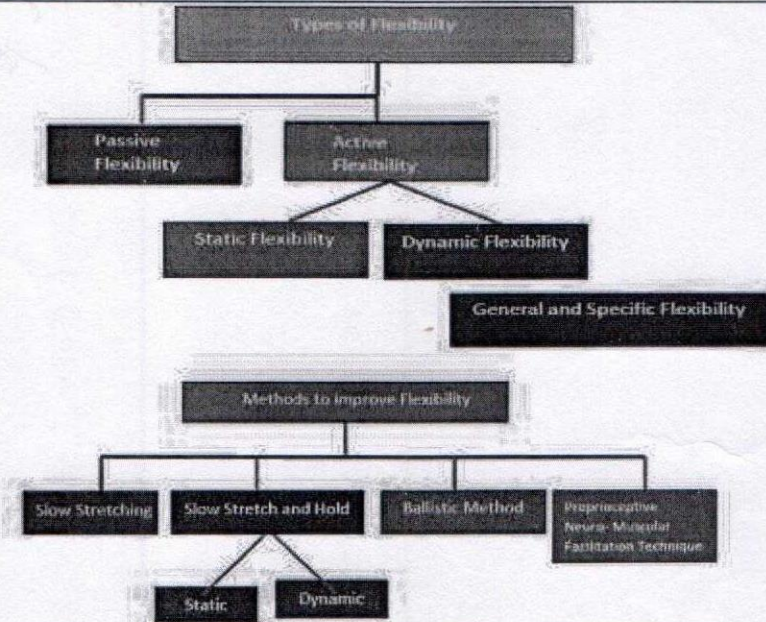 Types of Flexibility
Passive
Flexibility
Active
Flexibility
Static Flexibility
Dynamic Flexibility
General and Specific Flexibility
Methods to improve Flexibility
Slow Stretching
Slow Stretch and Hold
Ballistic Method
Proprioceptive
Neuro- Muscular
Facilitation Technique
Static
Dynamic